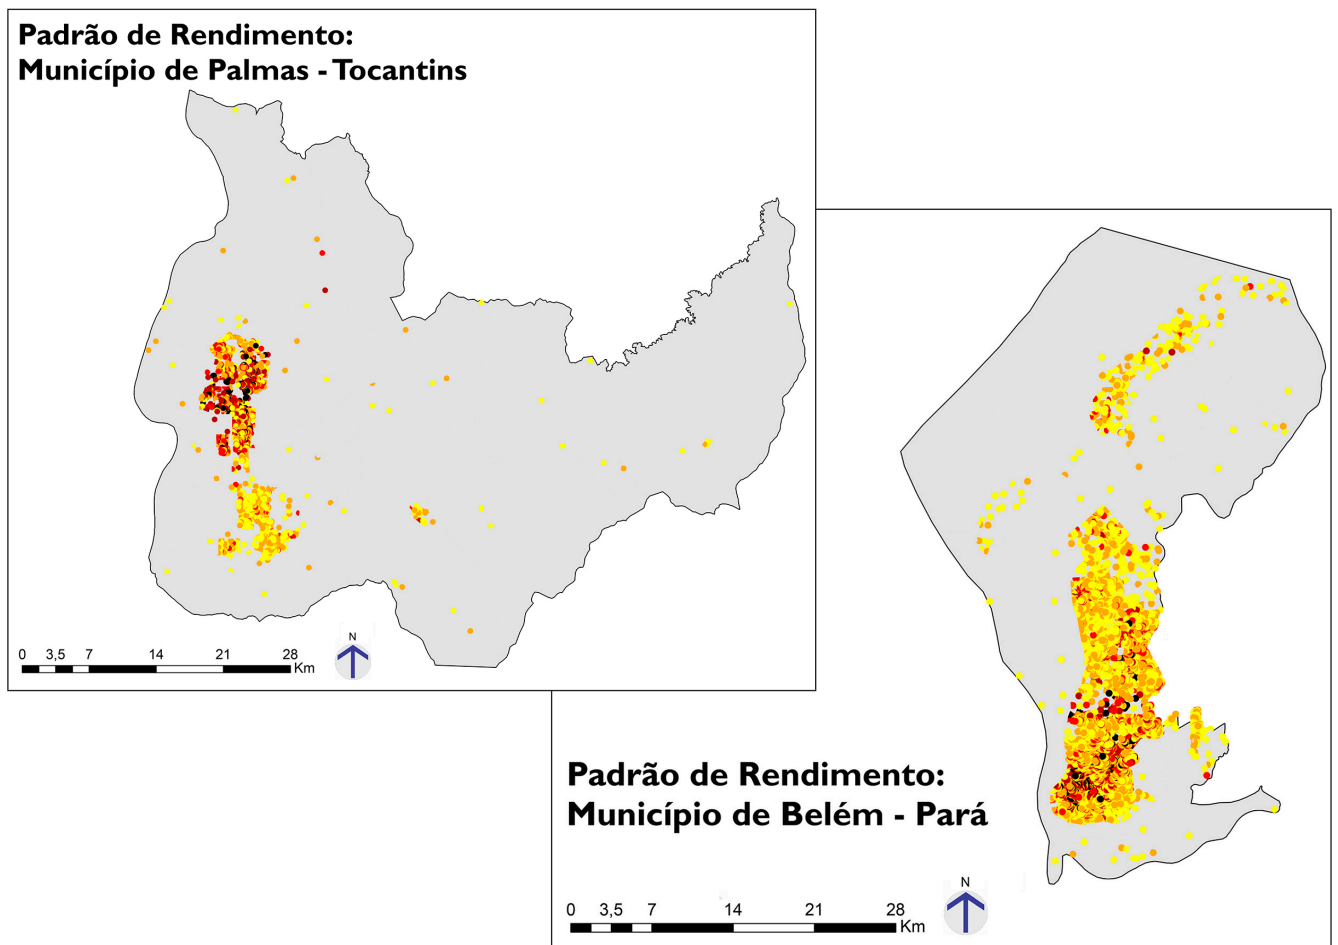 Padrão de Rendimento:
Município de Palmas - Tocantins
N
0 3,5 7 14 21 28
Km
Padrão de Rendimento:
Município de Belém - Pará
N
0 3,5 7 14 21 28
Km